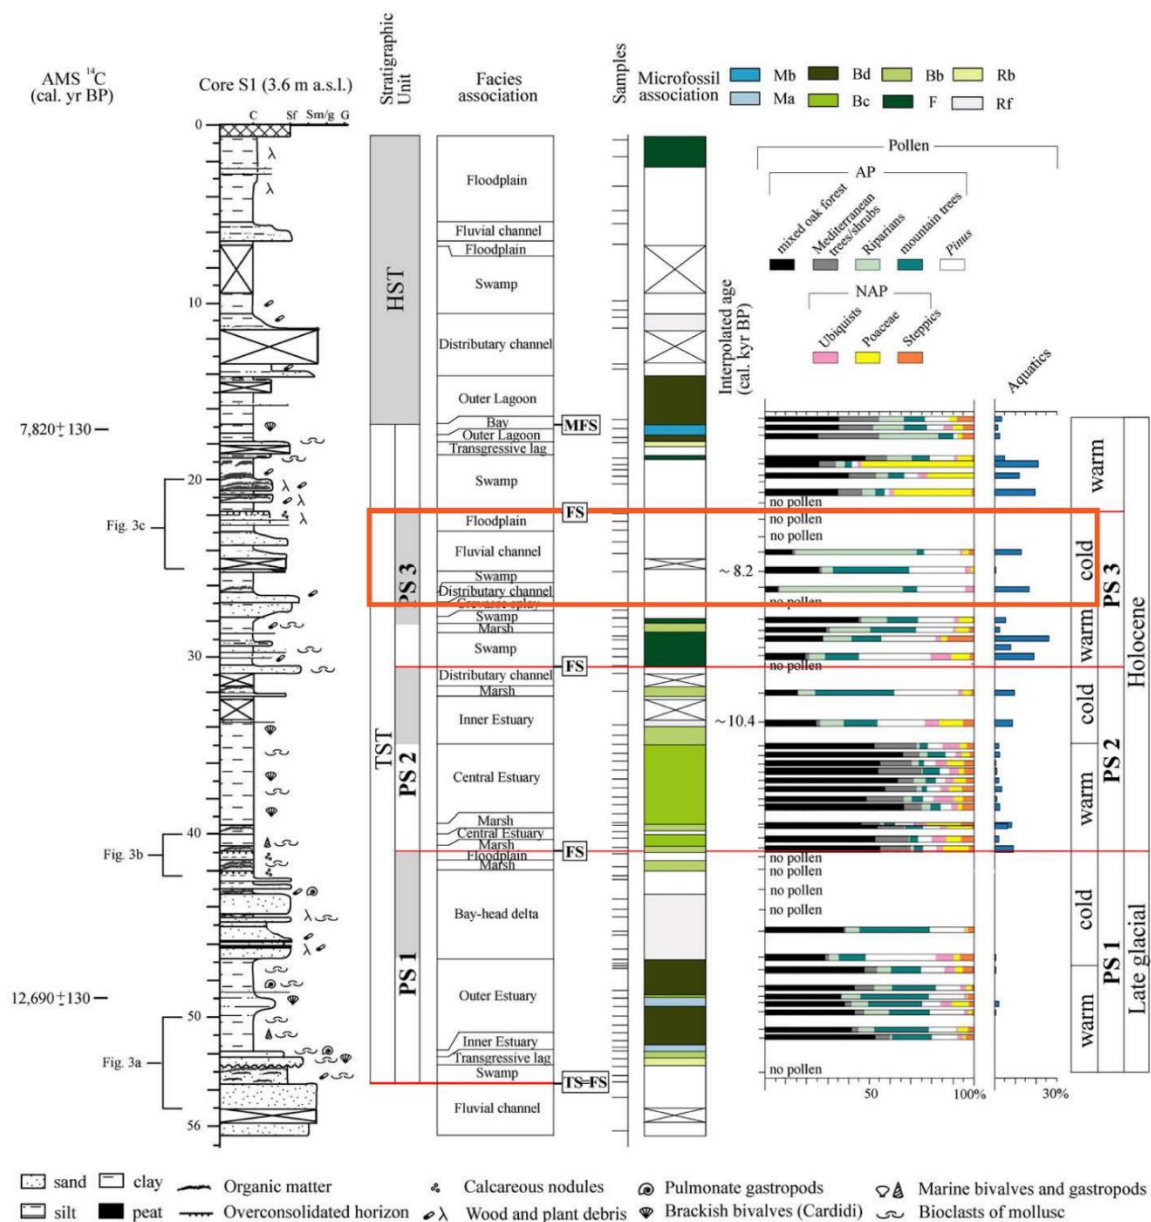 AMS 14C
(cal. yr BP)
Core S1 (3.6 m a.s.l.)
C Sf Sm/g G
Stratigraphic
Unit
Facies
association
Samples
Microfossil
association
Mb Bd Bb Rb
Ma Bc F Rf
Pollen
AP
mixed oak forest
Mediterranean
trees/shrubs
Riparians
mountain trees
Pinus
NAP
Ubiquists
Poaceae
Steppics
Aquatics
Interpolated age
(cal. kyr BP)
0
10
20
30
40
50
56
7,820±130
12,690±130
Fig. 3c
Fig. 3b
Fig. 3a
HST
TST
PS 3
PS 2
PS 1
Floodplain
Fluvial channel
Floodplain
Swamp
Distributary channel
Outer Lagoon
Bay
Outer Lagoon
Transgressive lag
Swamp
Floodplain
Fluvial channel
Swamp
Distributary channel
Crevasse splay
Swamp
Marsh
Swamp
Distributary channel
Marsh
Inner Estuary
Central Estuary
Marsh
Central Estuary
Marsh
Floodplain
Marsh
Bay-head delta
Outer Estuary
Inner Estuary
Transgressive lag
Swamp
Fluvial channel
MFS
FS
FS
FS
TS=FS
~8.2
~10.4
no pollen
no pollen
no pollen
no pollen
no pollen
no pollen
no pollen
no pollen
no pollen
no pollen
50 100%
30%
warm
cold
warm
cold
warm
cold
warm
PS 3
PS 2
PS 1
Holocene
Late glacial
sand clay Organic matter Calcareous nodules Pulmonate gastropods Marine bivalves and gastropods
silt peat Overconsolidated horizon Wood and plant debris Brackish bivalves (Cardidi) Bioclasts of mollusc